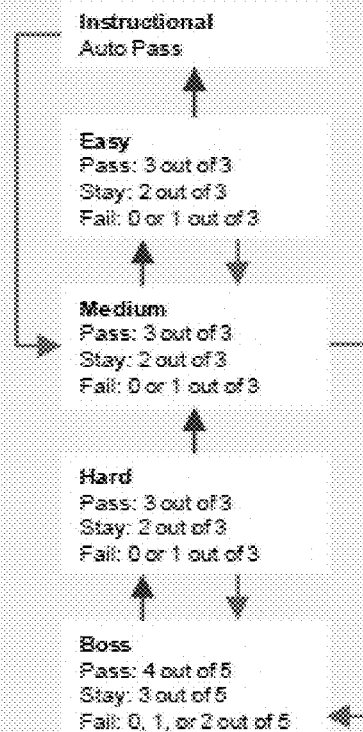 Instructional
Auto Pass
Easy
Pass: 3 out of 3
Stay: 2 out of 3
Fail: 0 or 1 out of 3
Medium
Pass: 3 out of 3
Stay: 2 out of 3
Fail: 0 or 1 out of 3
Hard
Pass: 3 out of 3
Stay: 2 out of 3
Fail: 0 or 1 out of 3
Boss
Pass: 4 out of 5
Stay: 3 out of 5
Fail: 0, 1, or 2 out of 5